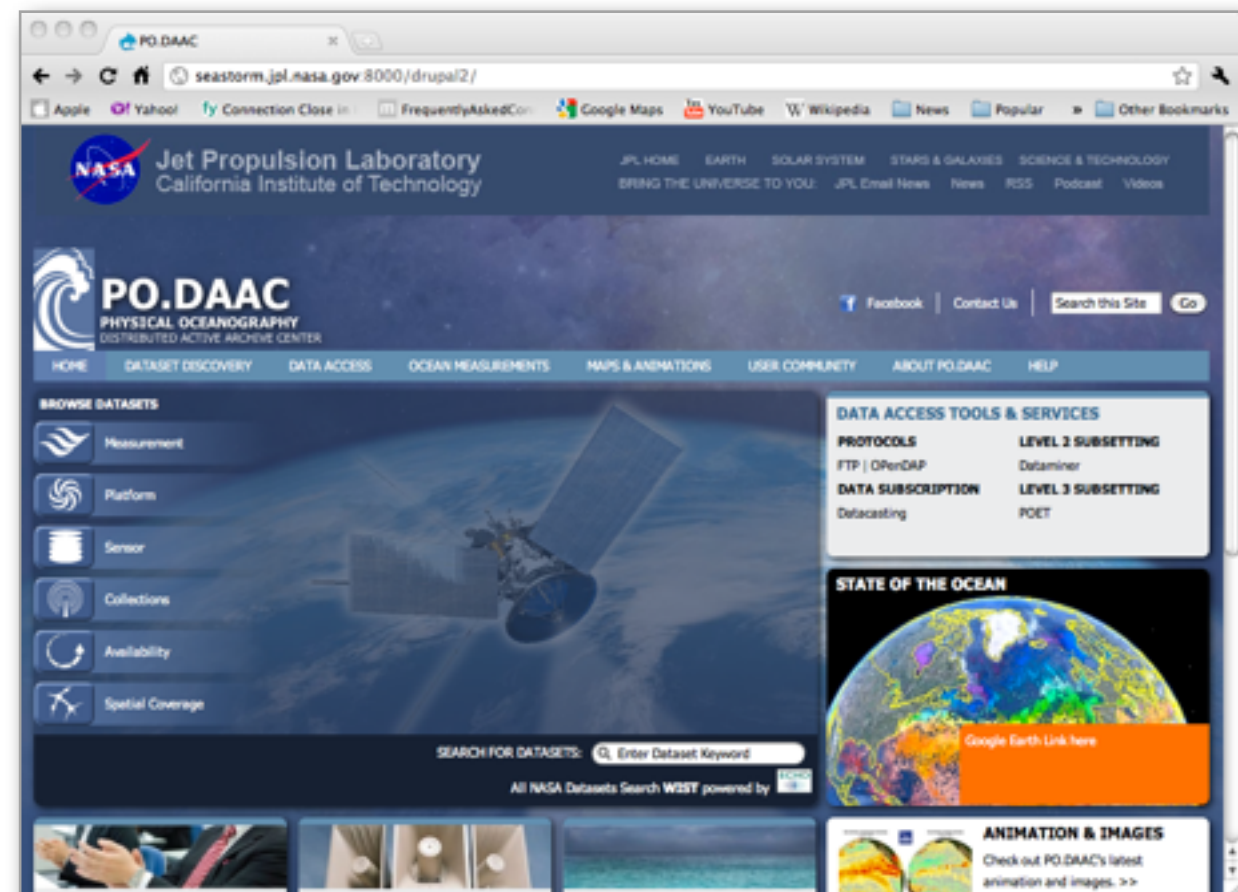 PO.DAAC
seastorm.jpl.nasa.gov:8000/drupal2/
Apple Yahoo! Connection Close in FrequentlyAskedCon Google Maps YouTube Wikipedia News Popular » Other Bookmarks
NASA
Jet Propulsion Laboratory
California Institute of Technology
JPL HOME EARTH SOLAR SYSTEM STARS & GALAXIES SCIENCE & TECHNOLOGY
BRING THE UNIVERSE TO YOU: JPL Email News News RSS Podcast Videos
PO.DAAC
PHYSICAL OCEANOGRAPHY
DISTRIBUTED ACTIVE ARCHIVE CENTER
Facebook | Contact Us | Search this Site Go
HOME DATASET DISCOVERY DATA ACCESS OCEAN MEASUREMENTS MAPS & ANIMATIONS USER COMMUNITY ABOUT PO.DAAC HELP
BROWSE DATASETS
Measurement
Platform
Sensor
Collections
Availability
Spatial Coverage
SEARCH FOR DATASETS: Enter Dataset Keyword
All NASA Datasets Search WIST powered by ECHO
DATA ACCESS TOOLS & SERVICES
PROTOCOLS LEVEL 2 SUBSETTING
FTP | OPenDAP Dataminer
DATA SUBSCRIPTION LEVEL 3 SUBSETTING
Datacasting POET
STATE OF THE OCEAN
Google Earth Link here
ANIMATION & IMAGES
Check out PO.DAAC's latest
animation and images. >>